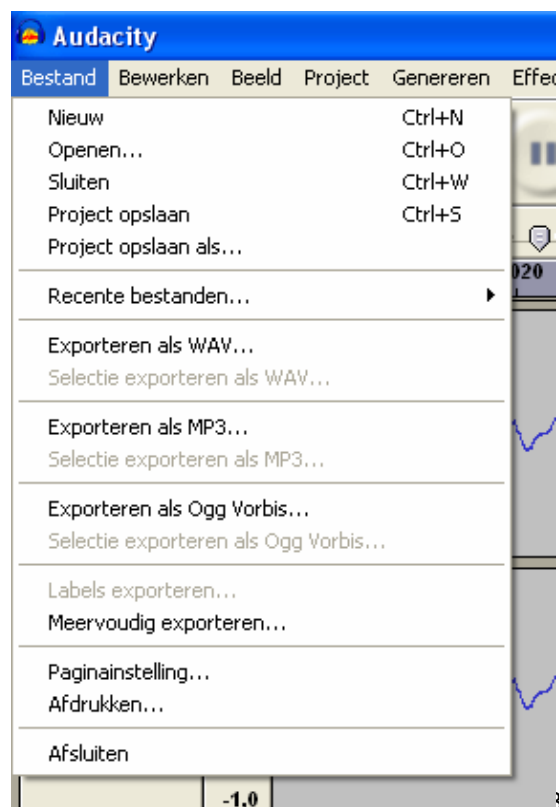 Audacity
Bestand Bewerken Beeld Project Genereren
Nieuw Ctrl+N
Openen... Ctrl+O
Sluiten Ctrl+W
Project opslaan Ctrl+S
Project opslaan als...
020
Recente bestanden...
Exporteren als WAV...
Selectie exporteren als WAV...
Exporteren als MP3...
Selectie exporteren als MP3...
Exporteren als Ogg Vorbis...
Selectie exporteren als Ogg Vorbis...
Labels exporteren...
Meervoudig exporteren...
Paginainstelling...
Afdrukken...
Afsluiten
-1.0